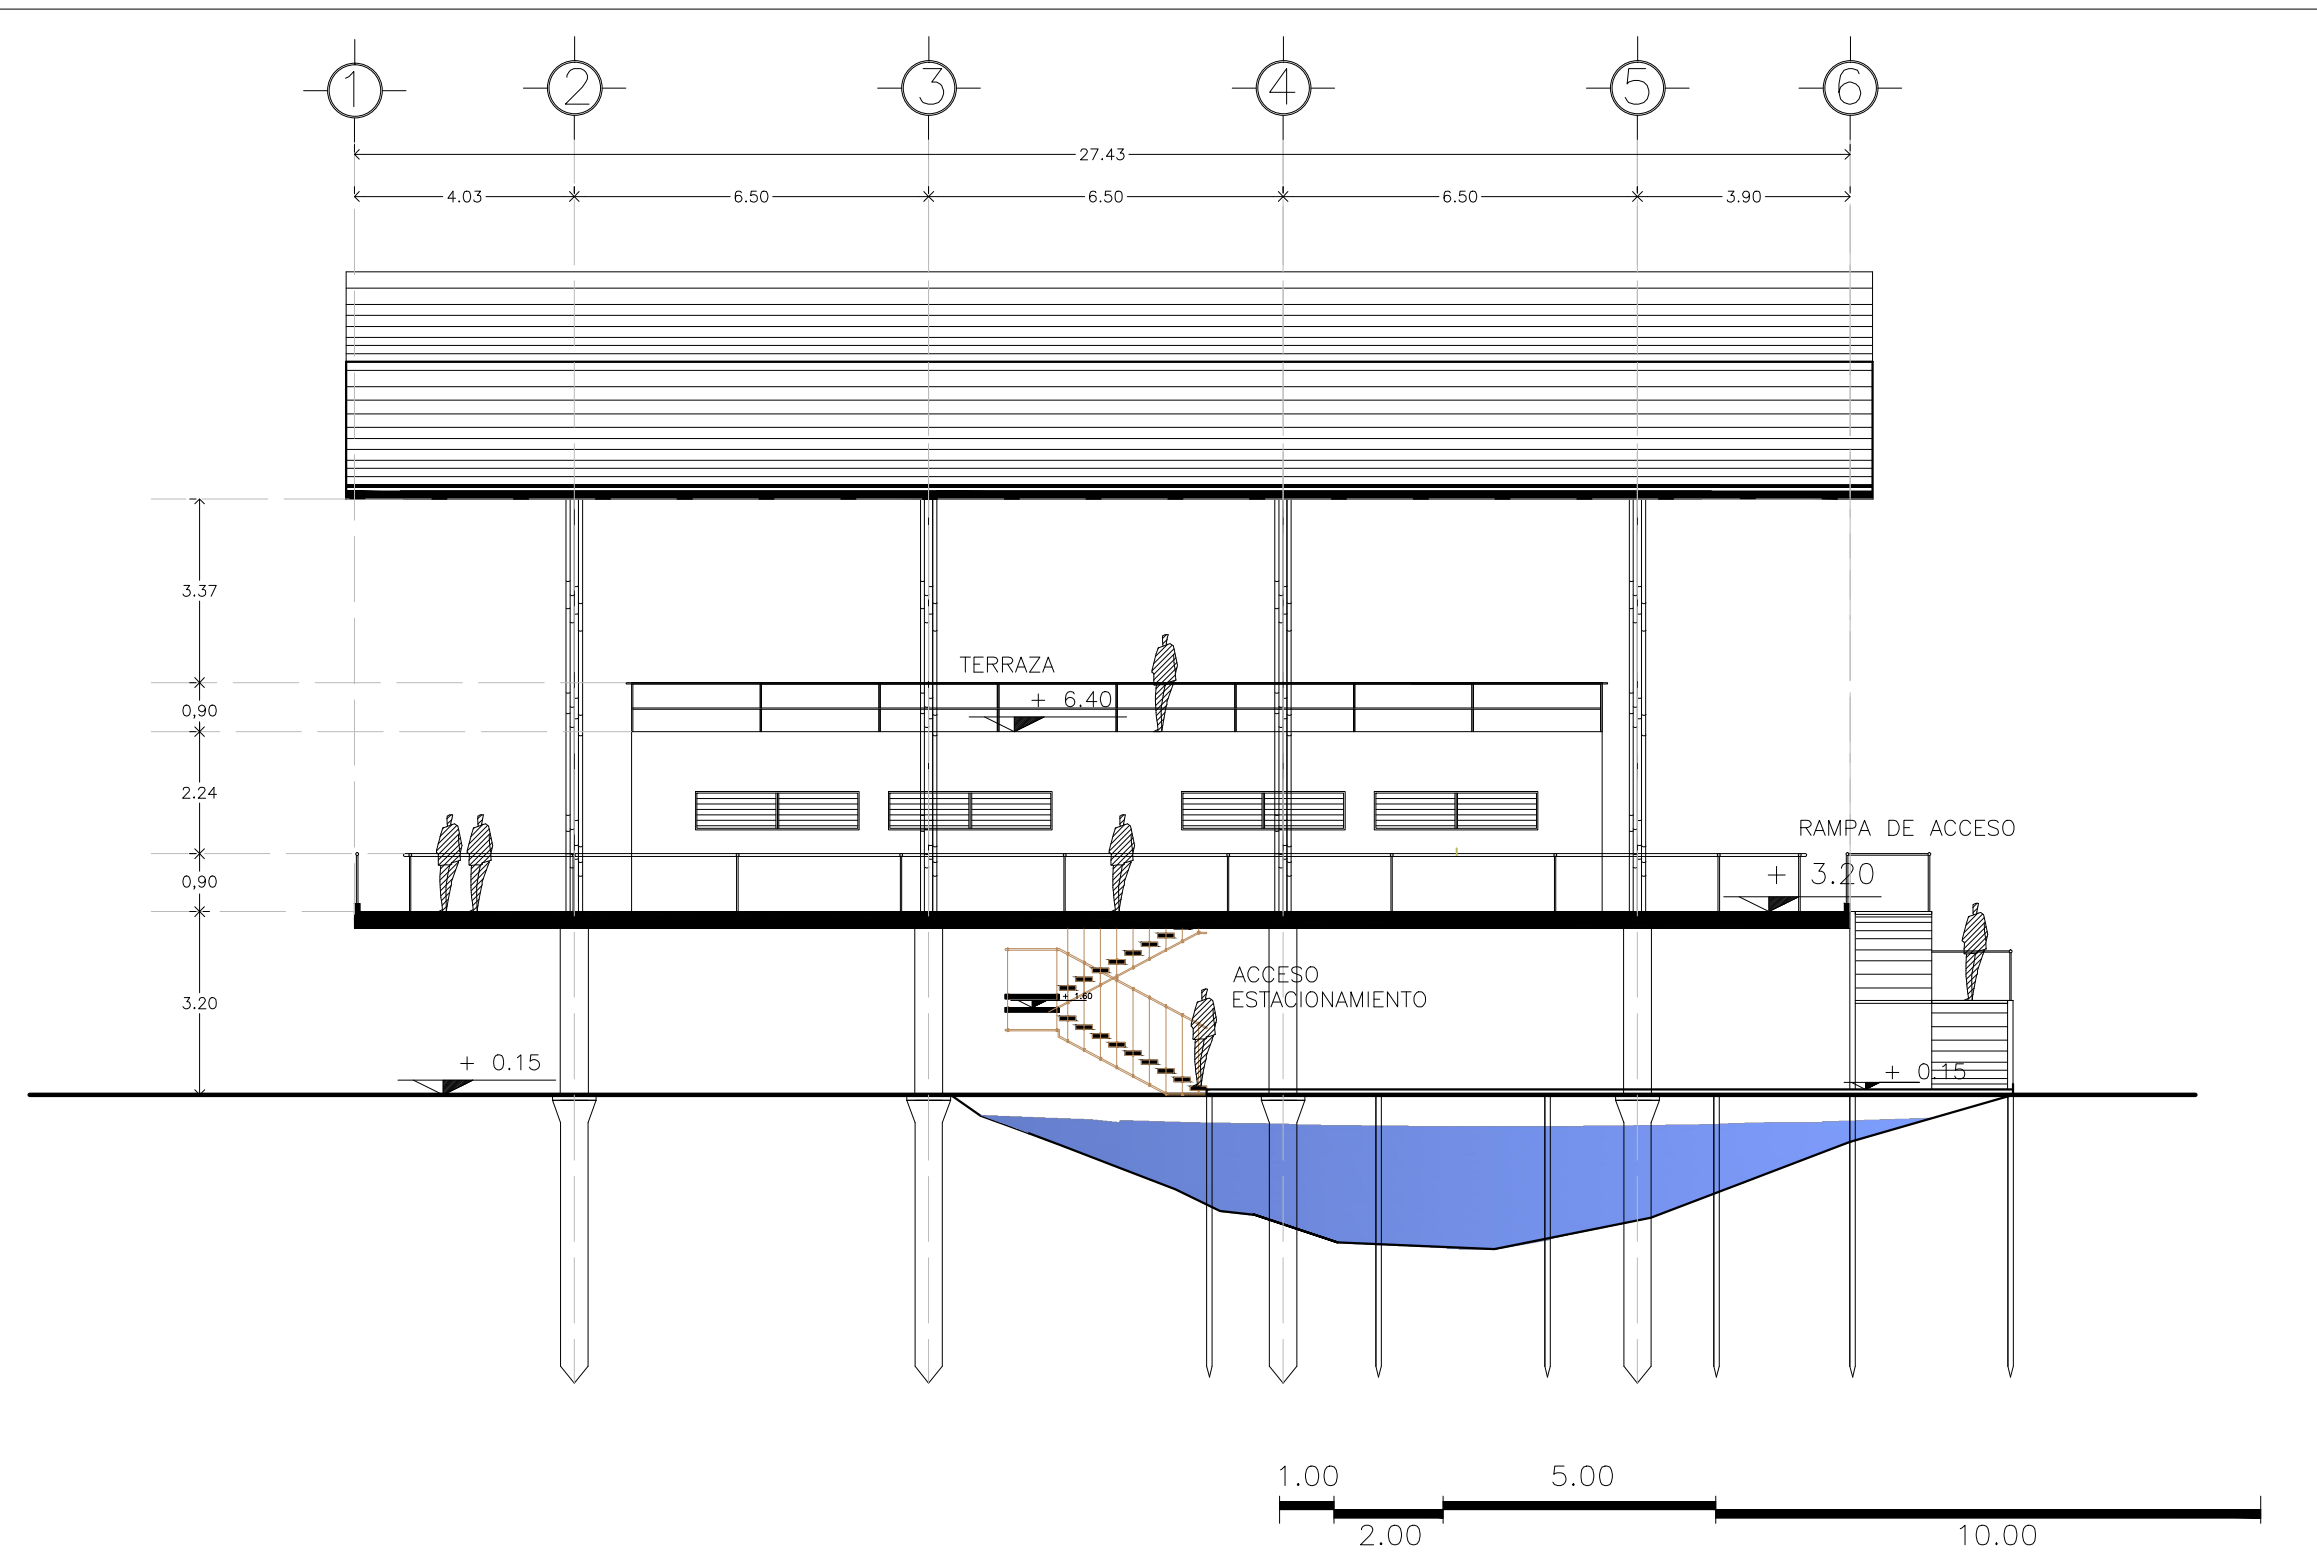 1 2 3 4 5 6
27.43
4.03 6.50 6.50 6.50 3.90
3.37
TERRAZA
+ 6.40
0,90
2.24
RAMPA DE ACCESO
+ 3.20
0,90
ACCESO
ESTACIONAMIENTO
+ 1.60
3.20
+ 0.15
+ 0.15
1.00 5.00
2.00 10.00